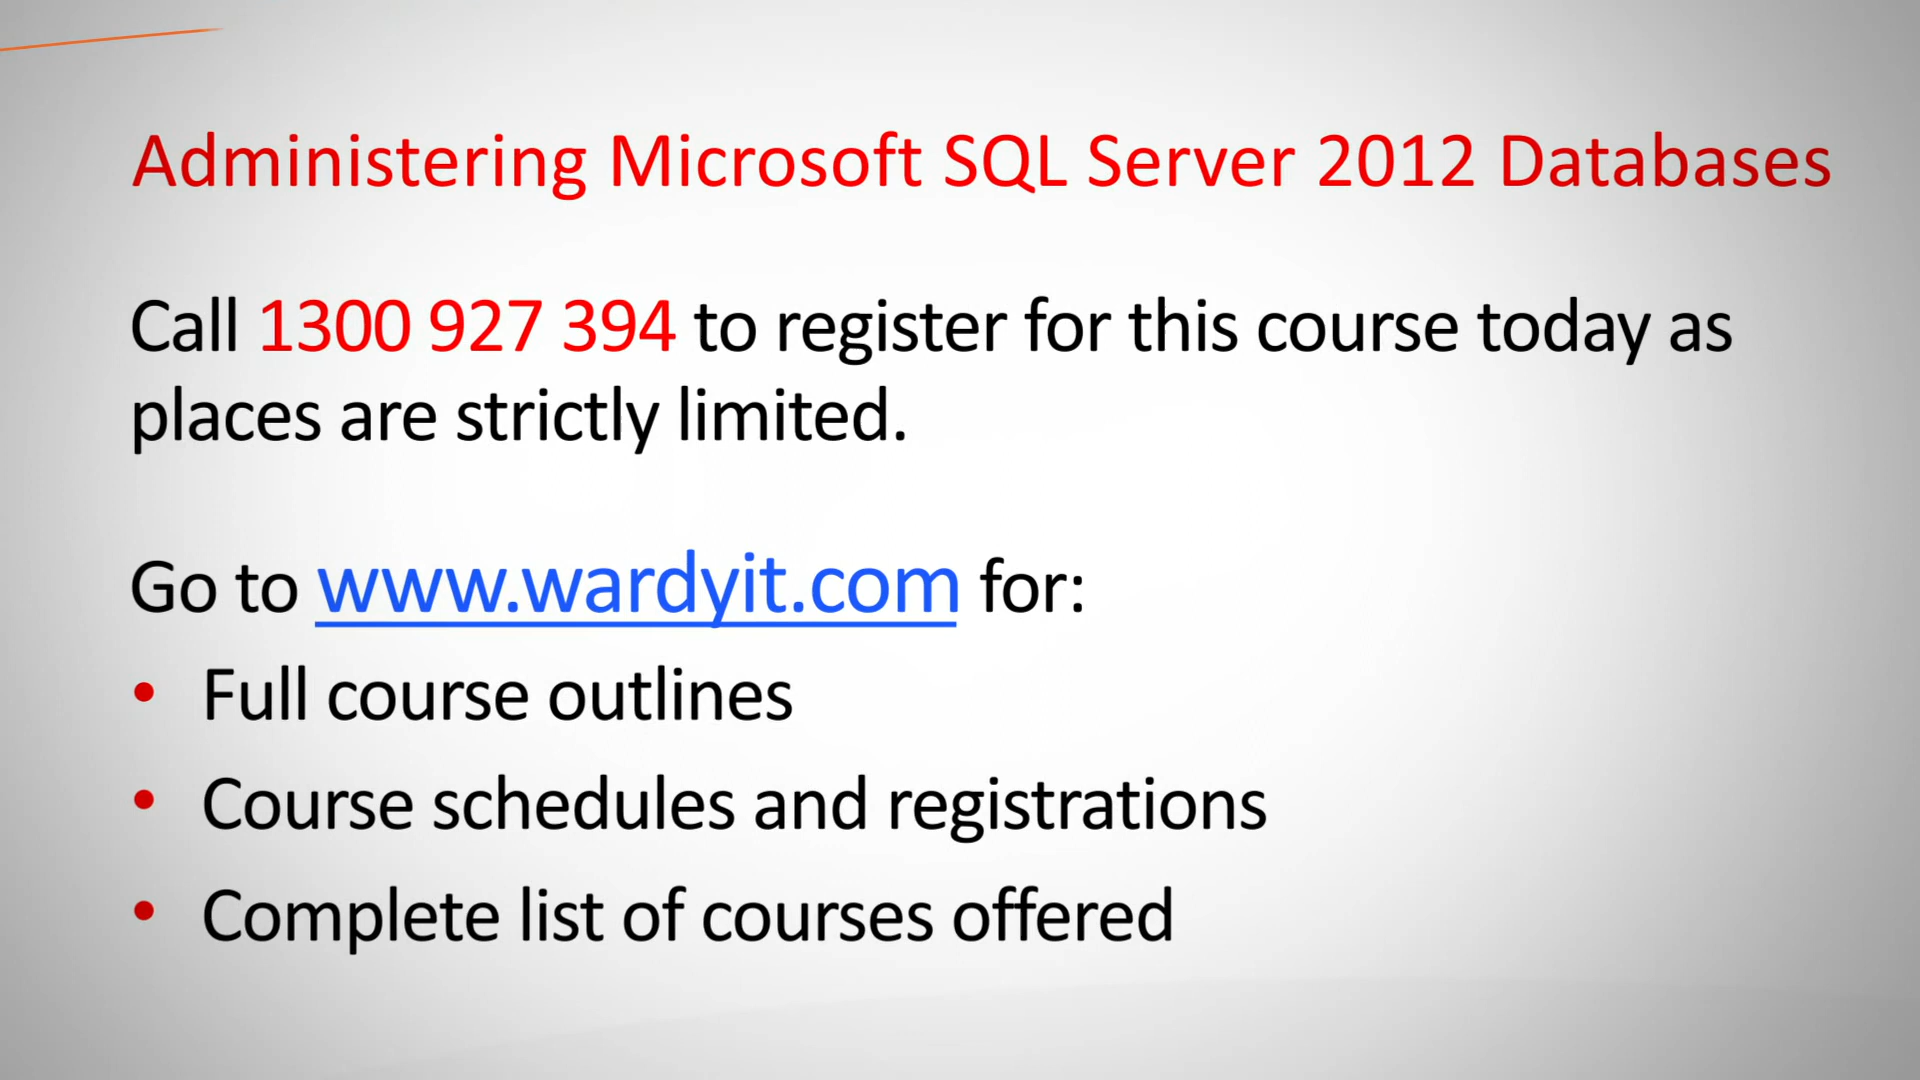 Administering Microsoft SQL Server 2012 Databases
Call 1300 927 394 to register for this course today as
places are strictly limited.
Go to www.wardyit.com for:
• Full course outlines
• Course schedules and registrations
• Complete list of courses offered